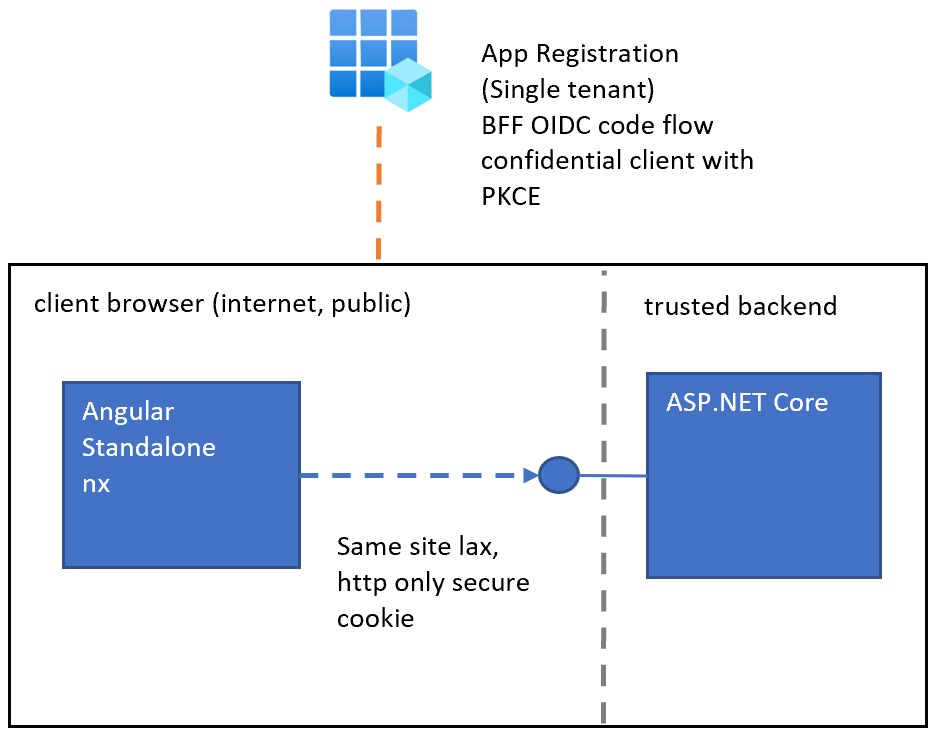 App Registration
(Single tenant)
BFF OIDC code flow
confidential client with
PKCE
client browser (internet, public)
trusted backend
Angular
Standalone
nx
ASP.NET Core
Same site lax,
http only secure
cookie